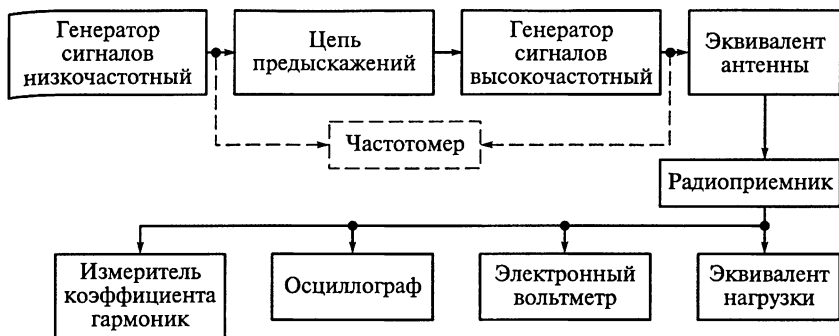 Генератор
сигналов
низкочастотный
Цепь
предыскажений
Генератор
сигналов
высокочастотный
Эквивалент
антенны
Частотомер
Радиоприемник
Измеритель
коэффициента
гармоник
Осциллограф
Электронный
вольтметр
Эквивалент
нагрузки